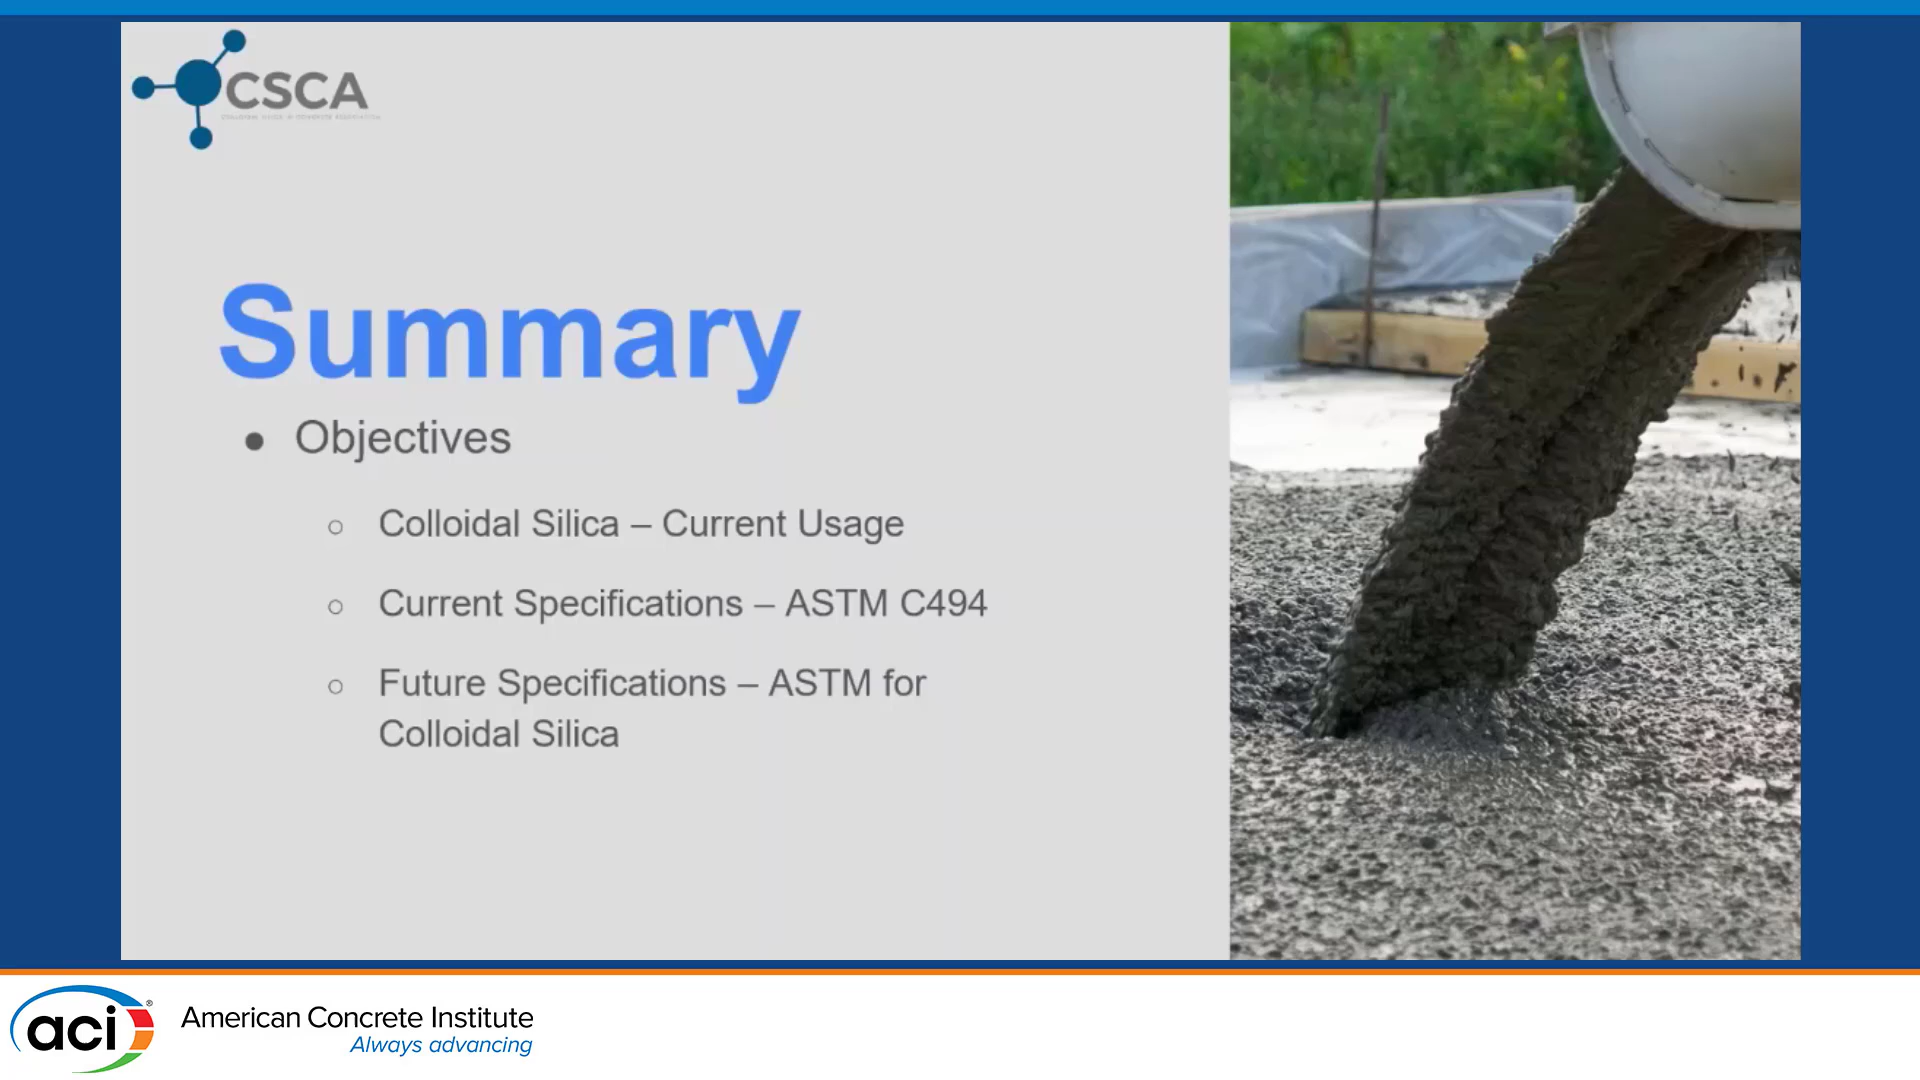 CSCA
Summary
● Objectives
○ Colloidal Silica – Current Usage
○ Current Specifications – ASTM C494
○ Future Specifications – ASTM for
Colloidal Silica
aci®
American Concrete Institute
Always advancing